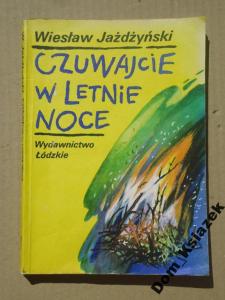 Wiesław Jażdżyński
CZUWAJCIE
W LETNIE
NOCE
Wydawnictwo
Łódzkie
Dom Książek